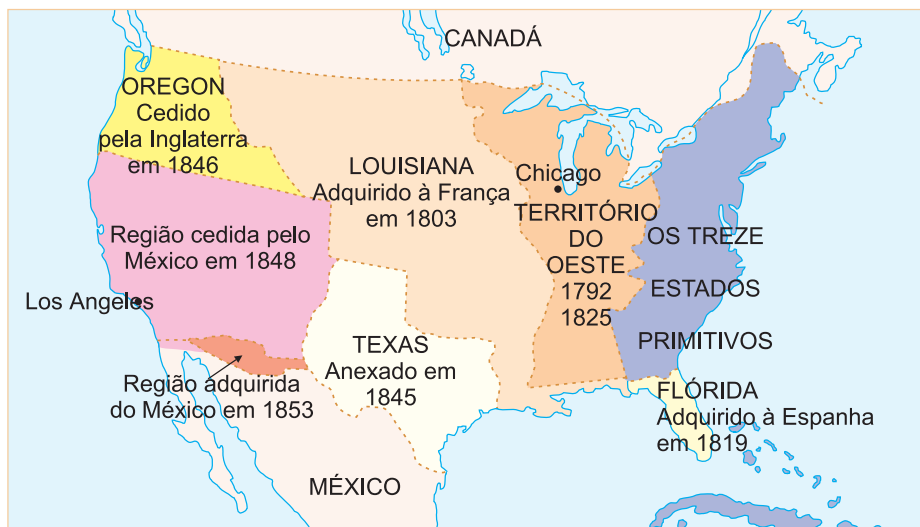 CANADÁ
OREGON
Cedido
pela Inglaterra
em 1846
LOUISIANA
Adquirido à França
em 1803
Chicago
TERRITÓRIO
DO
OESTE
1792
1825
OS TREZE
ESTADOS
PRIMITIVOS
Região cedida pelo
México em 1848
Los Angeles
TEXAS
Anexado em
1845
Região adquirida
do México em 1853
FLÓRIDA
Adquirido à Espanha
em 1819
MÉXICO